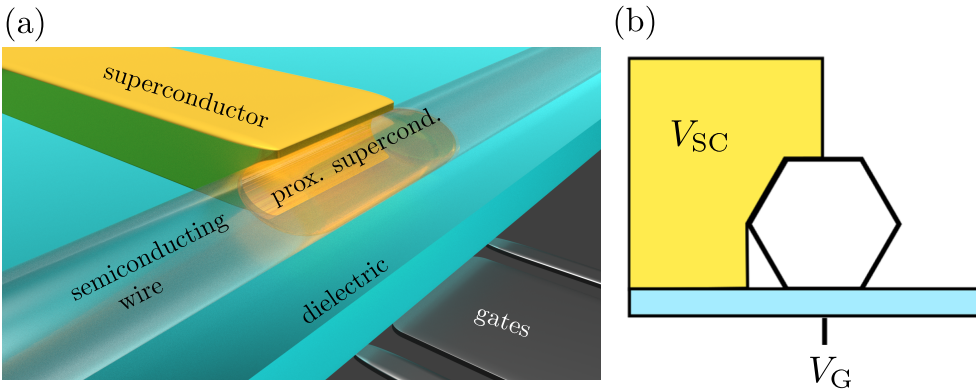 (a)
superconductor
prox. supercond.
semiconducting
wire
dielectric
gates
(b)
V_SC
V_G